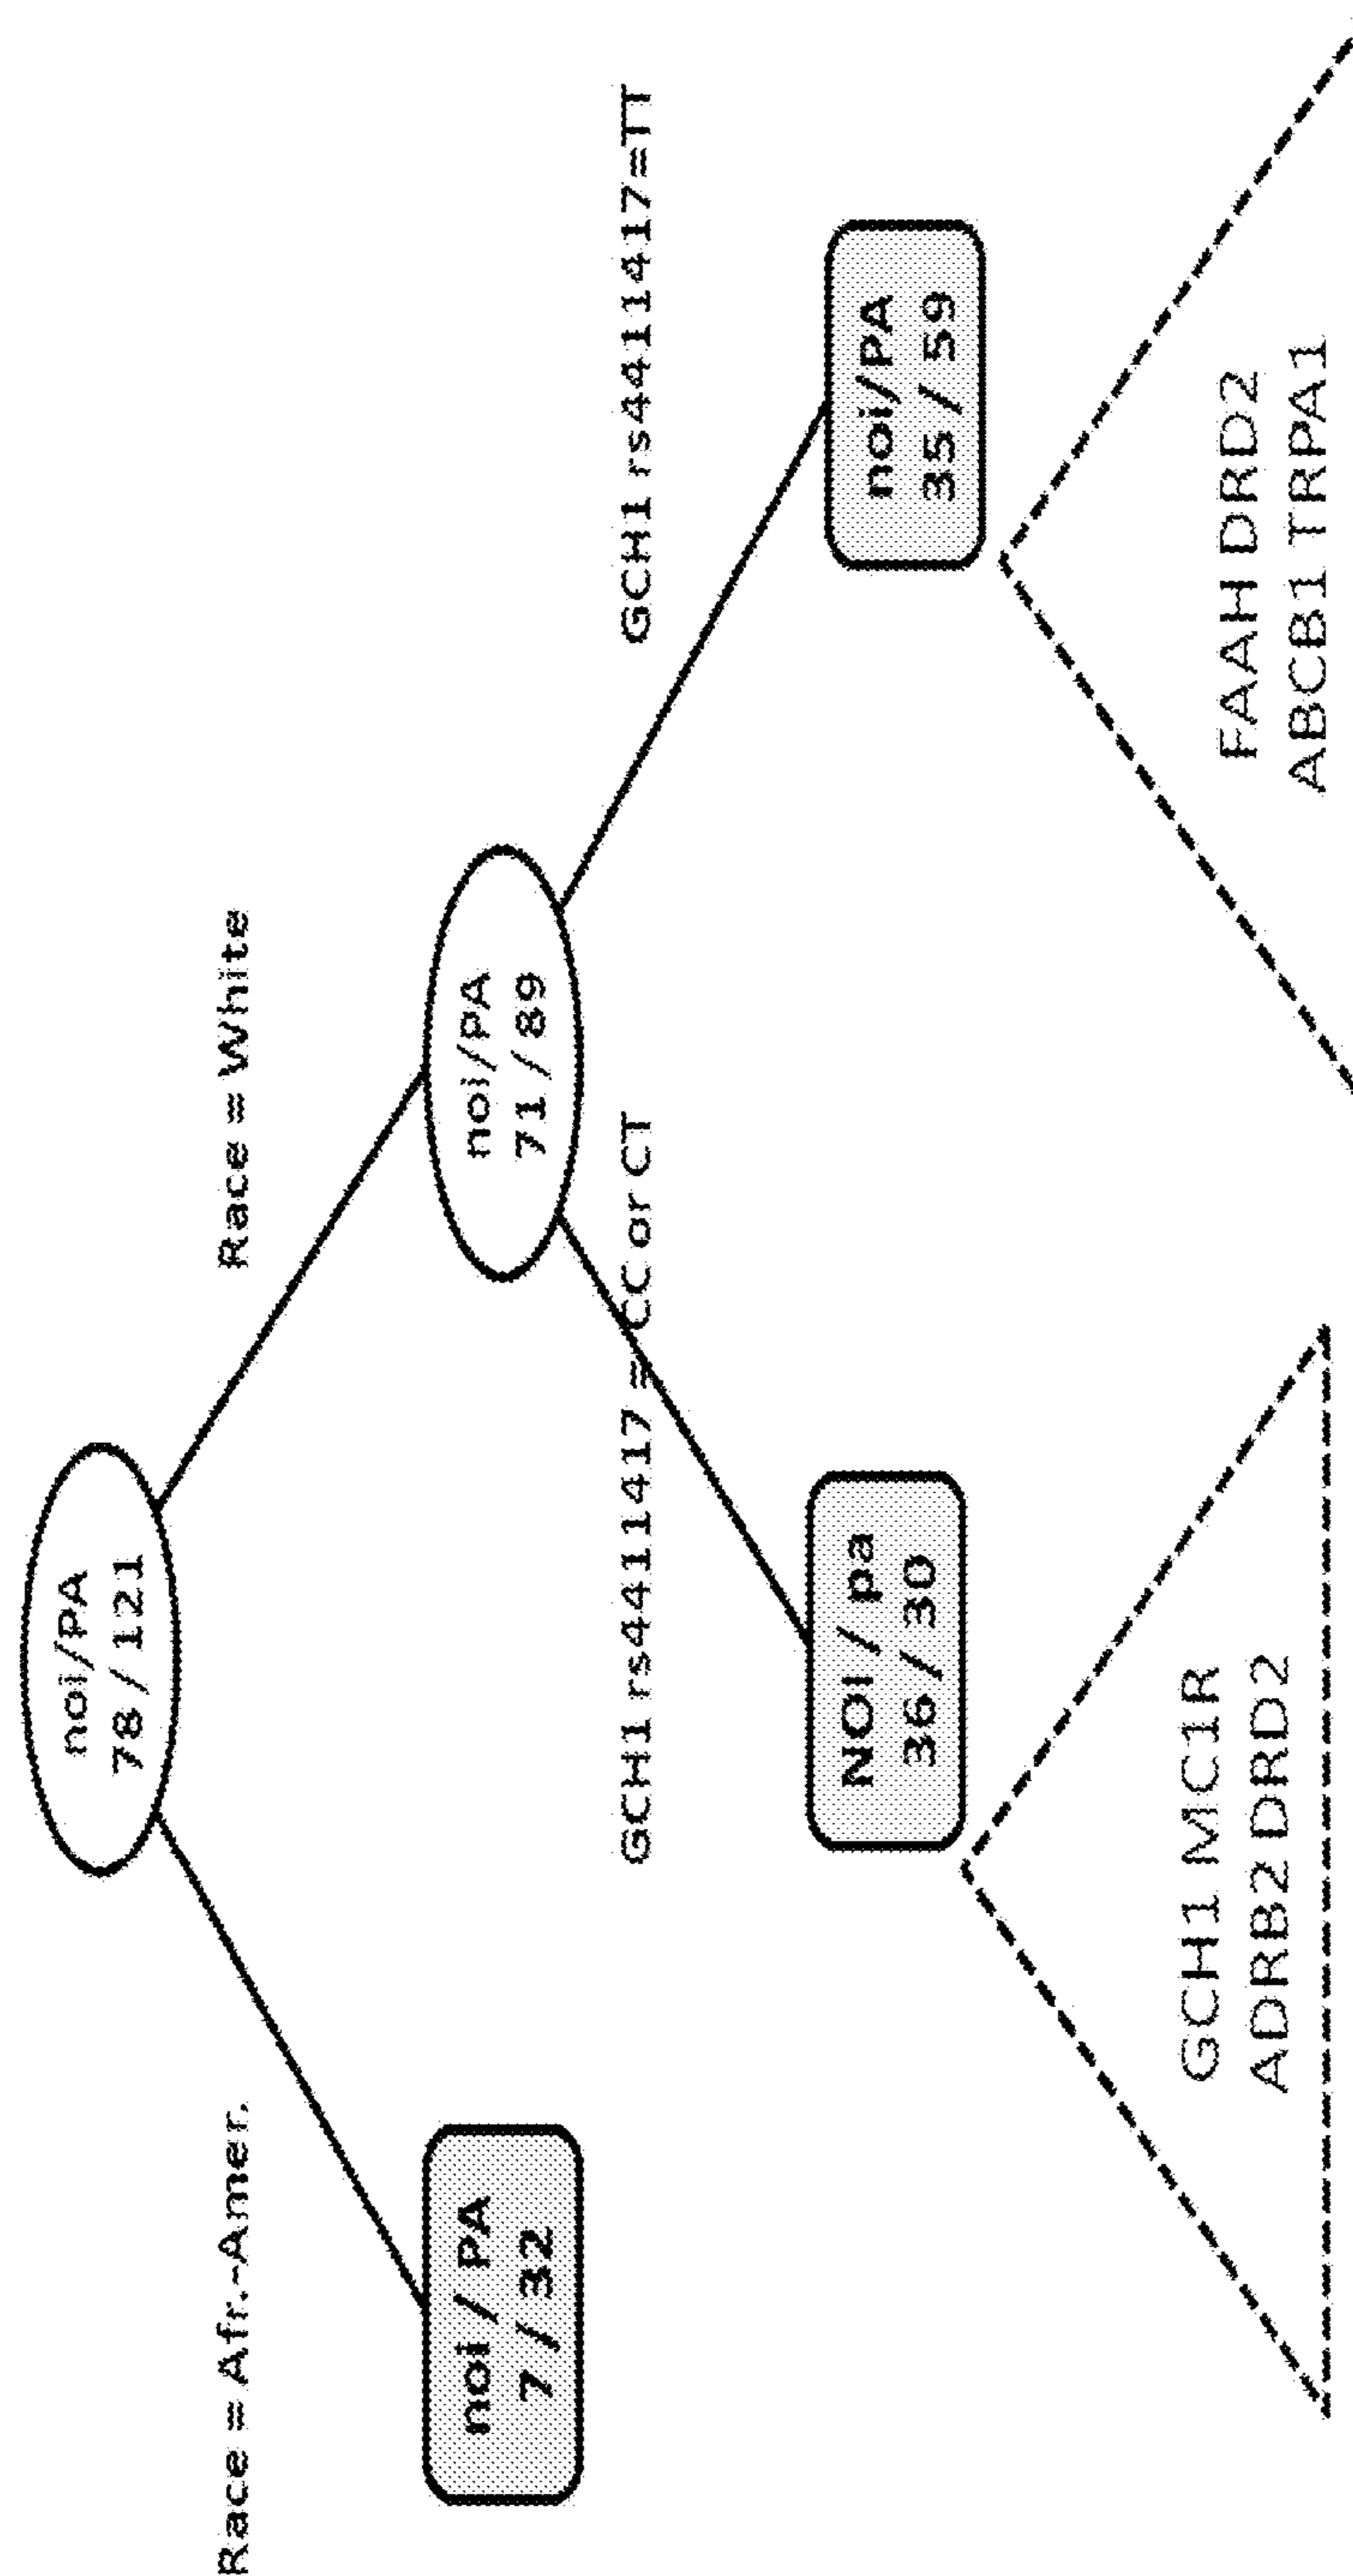 noi/PA
78 / 121
Race = Afr.-Amer.
Race = White
noi / PA
7 / 32
noi/PA
71 / 89
GCH1 rs4411417 = CC or CT
GCH1 rs4411417=TT
NOI / pa
36 / 30
noi/PA
35 / 59
GCH1 MC1R
ADRB2 DRD2
FAAH DRD2
ABCB1 TRPA1